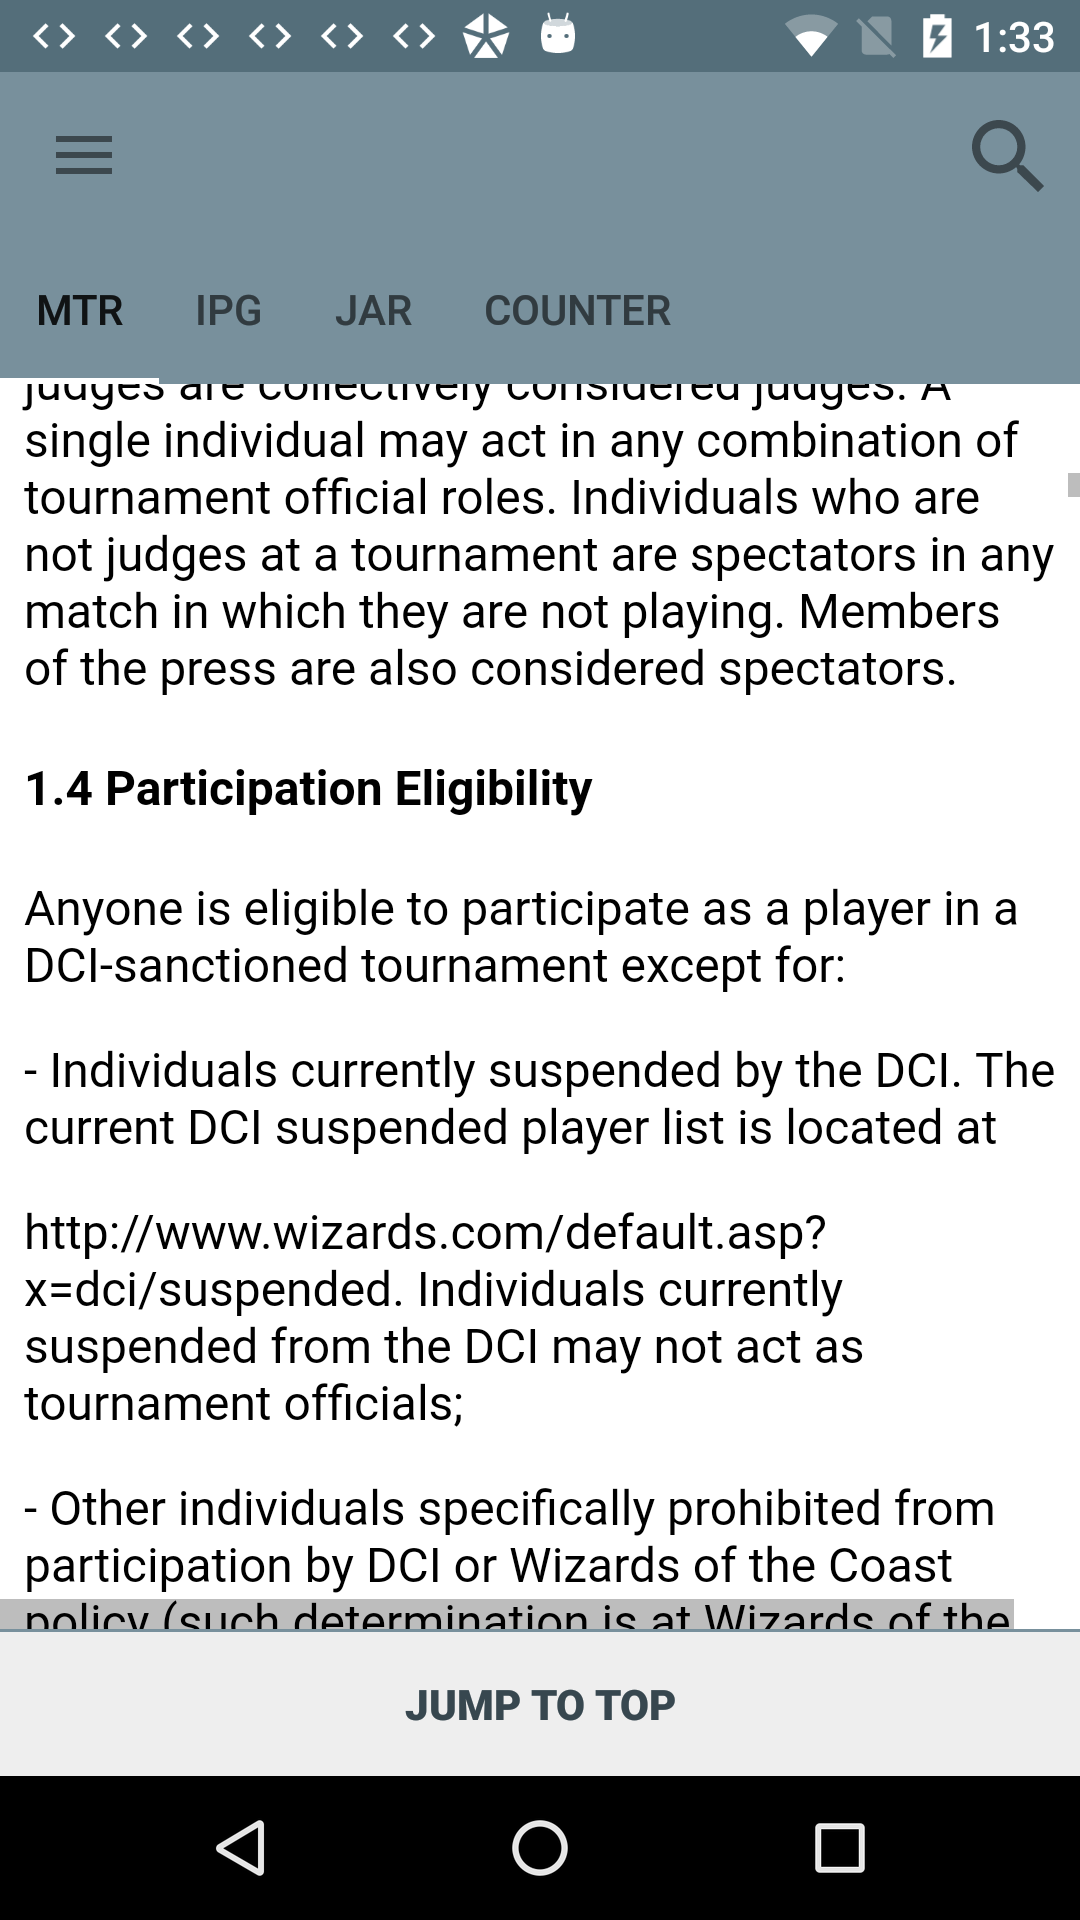 1:33
MTR IPG JAR COUNTER
judges are collectively considered judges. A
single individual may act in any combination of
tournament official roles. Individuals who are
not judges at a tournament are spectators in any
match in which they are not playing. Members
of the press are also considered spectators.
1.4 Participation Eligibility
Anyone is eligible to participate as a player in a
DCI-sanctioned tournament except for:
- Individuals currently suspended by the DCI. The
current DCI suspended player list is located at
http://www.wizards.com/default.asp?
x=dci/suspended. Individuals currently
suspended from the DCI may not act as
tournament officials;
- Other individuals specifically prohibited from
participation by DCI or Wizards of the Coast
policy (such determination is at Wizards of the
JUMP TO TOP